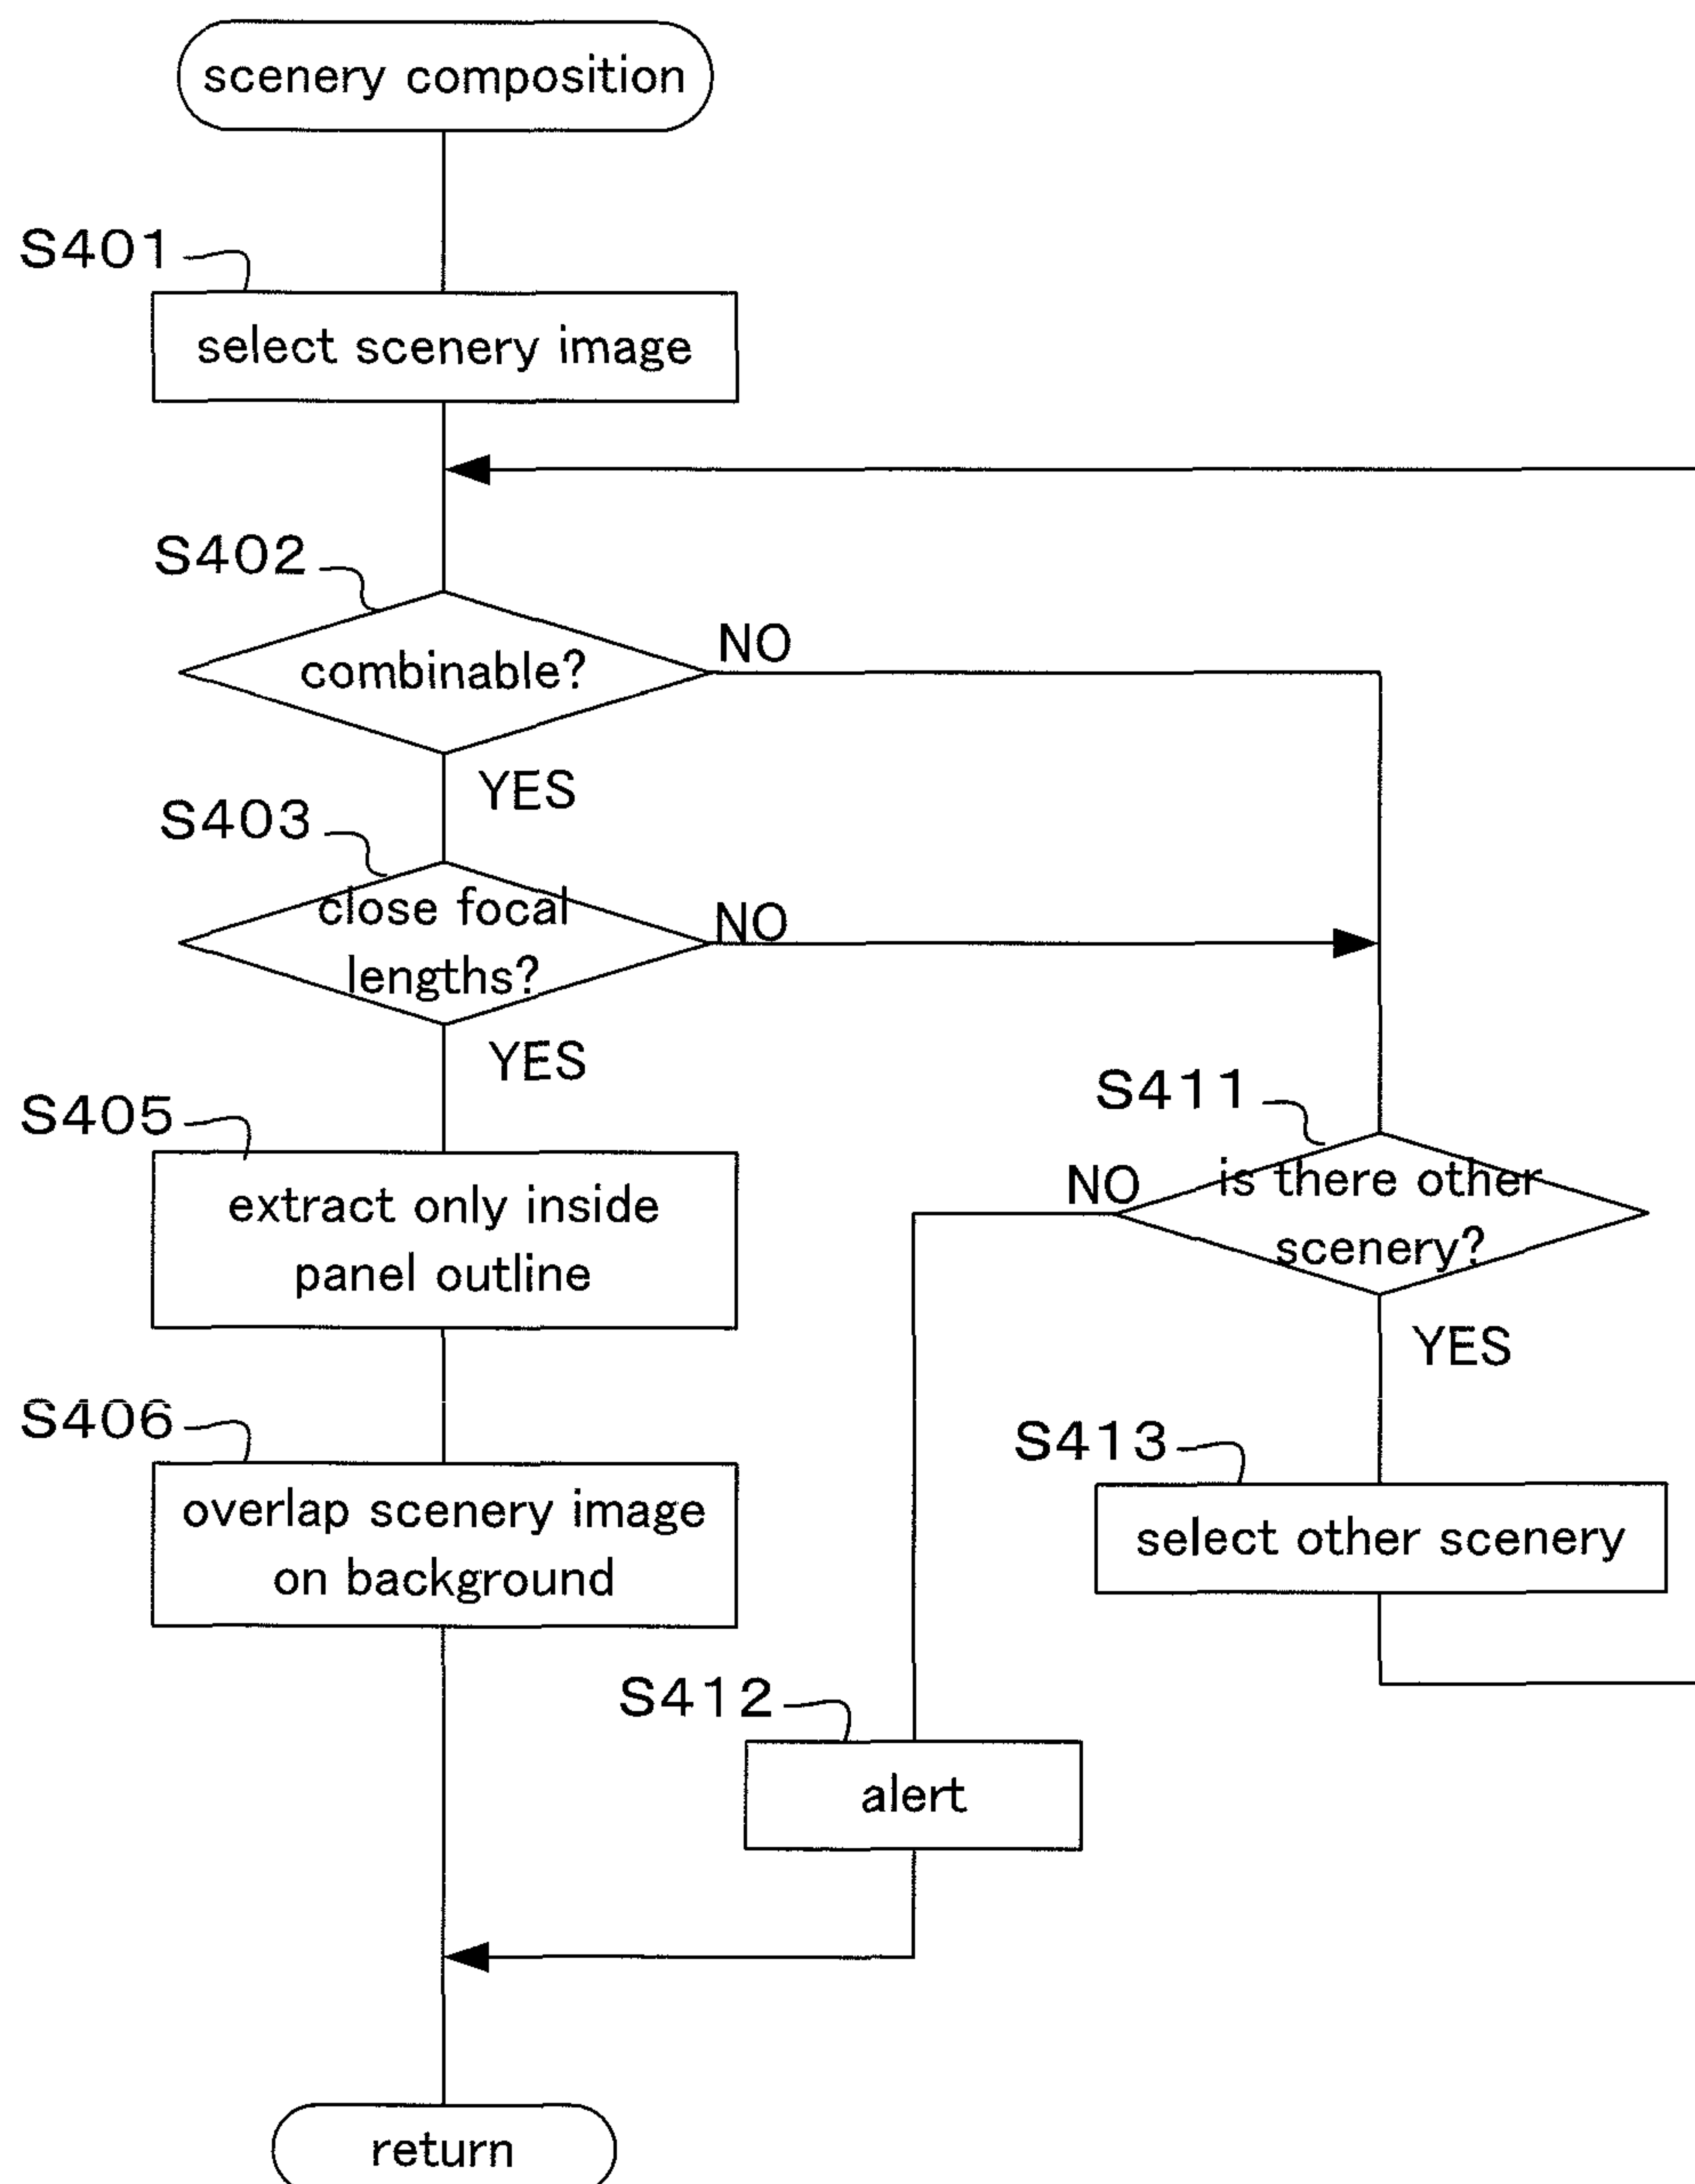 scenery composition
S401
select scenery image
S402
combinable?
NO
YES
S403
close focal
lengths?
NO
YES
S405
extract only inside
panel outline
S406
overlap scenery image
on background
S411
is there other
scenery?
NO
YES
S413
select other scenery
S412
alert
return